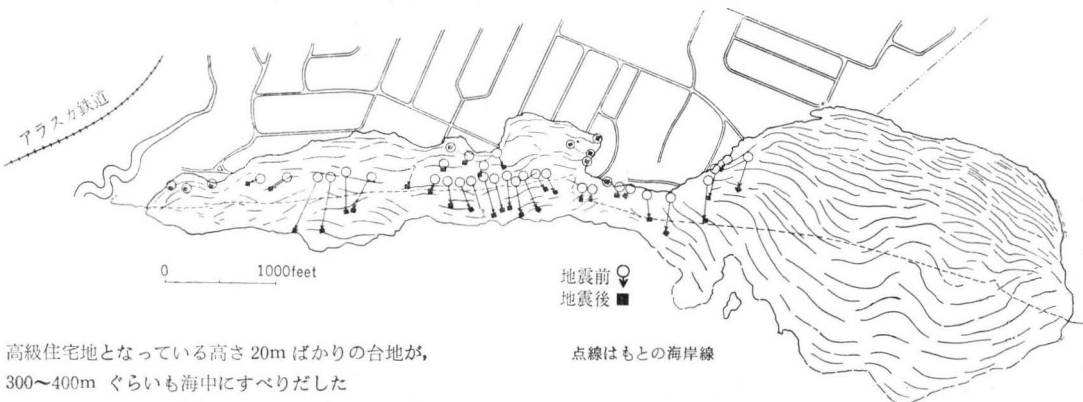 アラスカ鉄道
0 1000feet
地震前
地震後
高級住宅地となっている高さ 20m ばかりの台地が,
300〜400m ぐらいも海中にすべりだした
点線はもとの海岸線